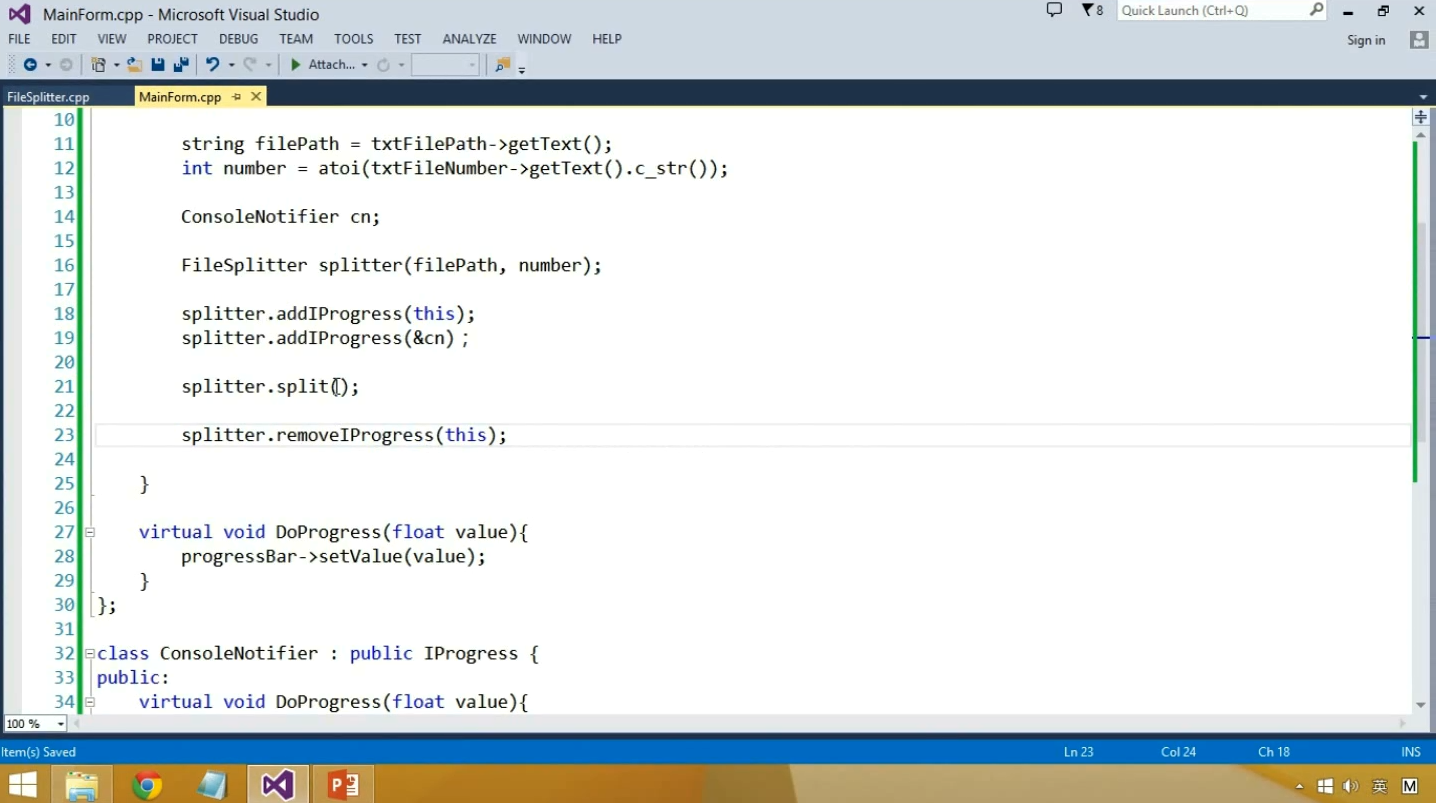 MainForm.cpp - Microsoft Visual Studio
8
Quick Launch (Ctrl+Q)
FILE EDIT VIEW PROJECT DEBUG TEAM TOOLS TEST ANALYZE WINDOW HELP
Sign in
Attach...
FileSplitter.cpp MainForm.cpp
10
11 string filePath = txtFilePath->getText();
12 int number = atoi(txtFileNumber->getText().c_str());
13
14 ConsoleNotifier cn;
15
16 FileSplitter splitter(filePath, number);
17
18 splitter.addIProgress(this);
19 splitter.addIProgress(&cn) ;
20
21 splitter.split();
22
23 splitter.removeIProgress(this);
24
25 }
26
27 virtual void DoProgress(float value){
28 progressBar->setValue(value);
29 }
30 };
31
32 class ConsoleNotifier : public IProgress {
33 public:
34 virtual void DoProgress(float value){
100 %
Item(s) Saved Ln 23 Col 24 Ch 18 INS
英 M